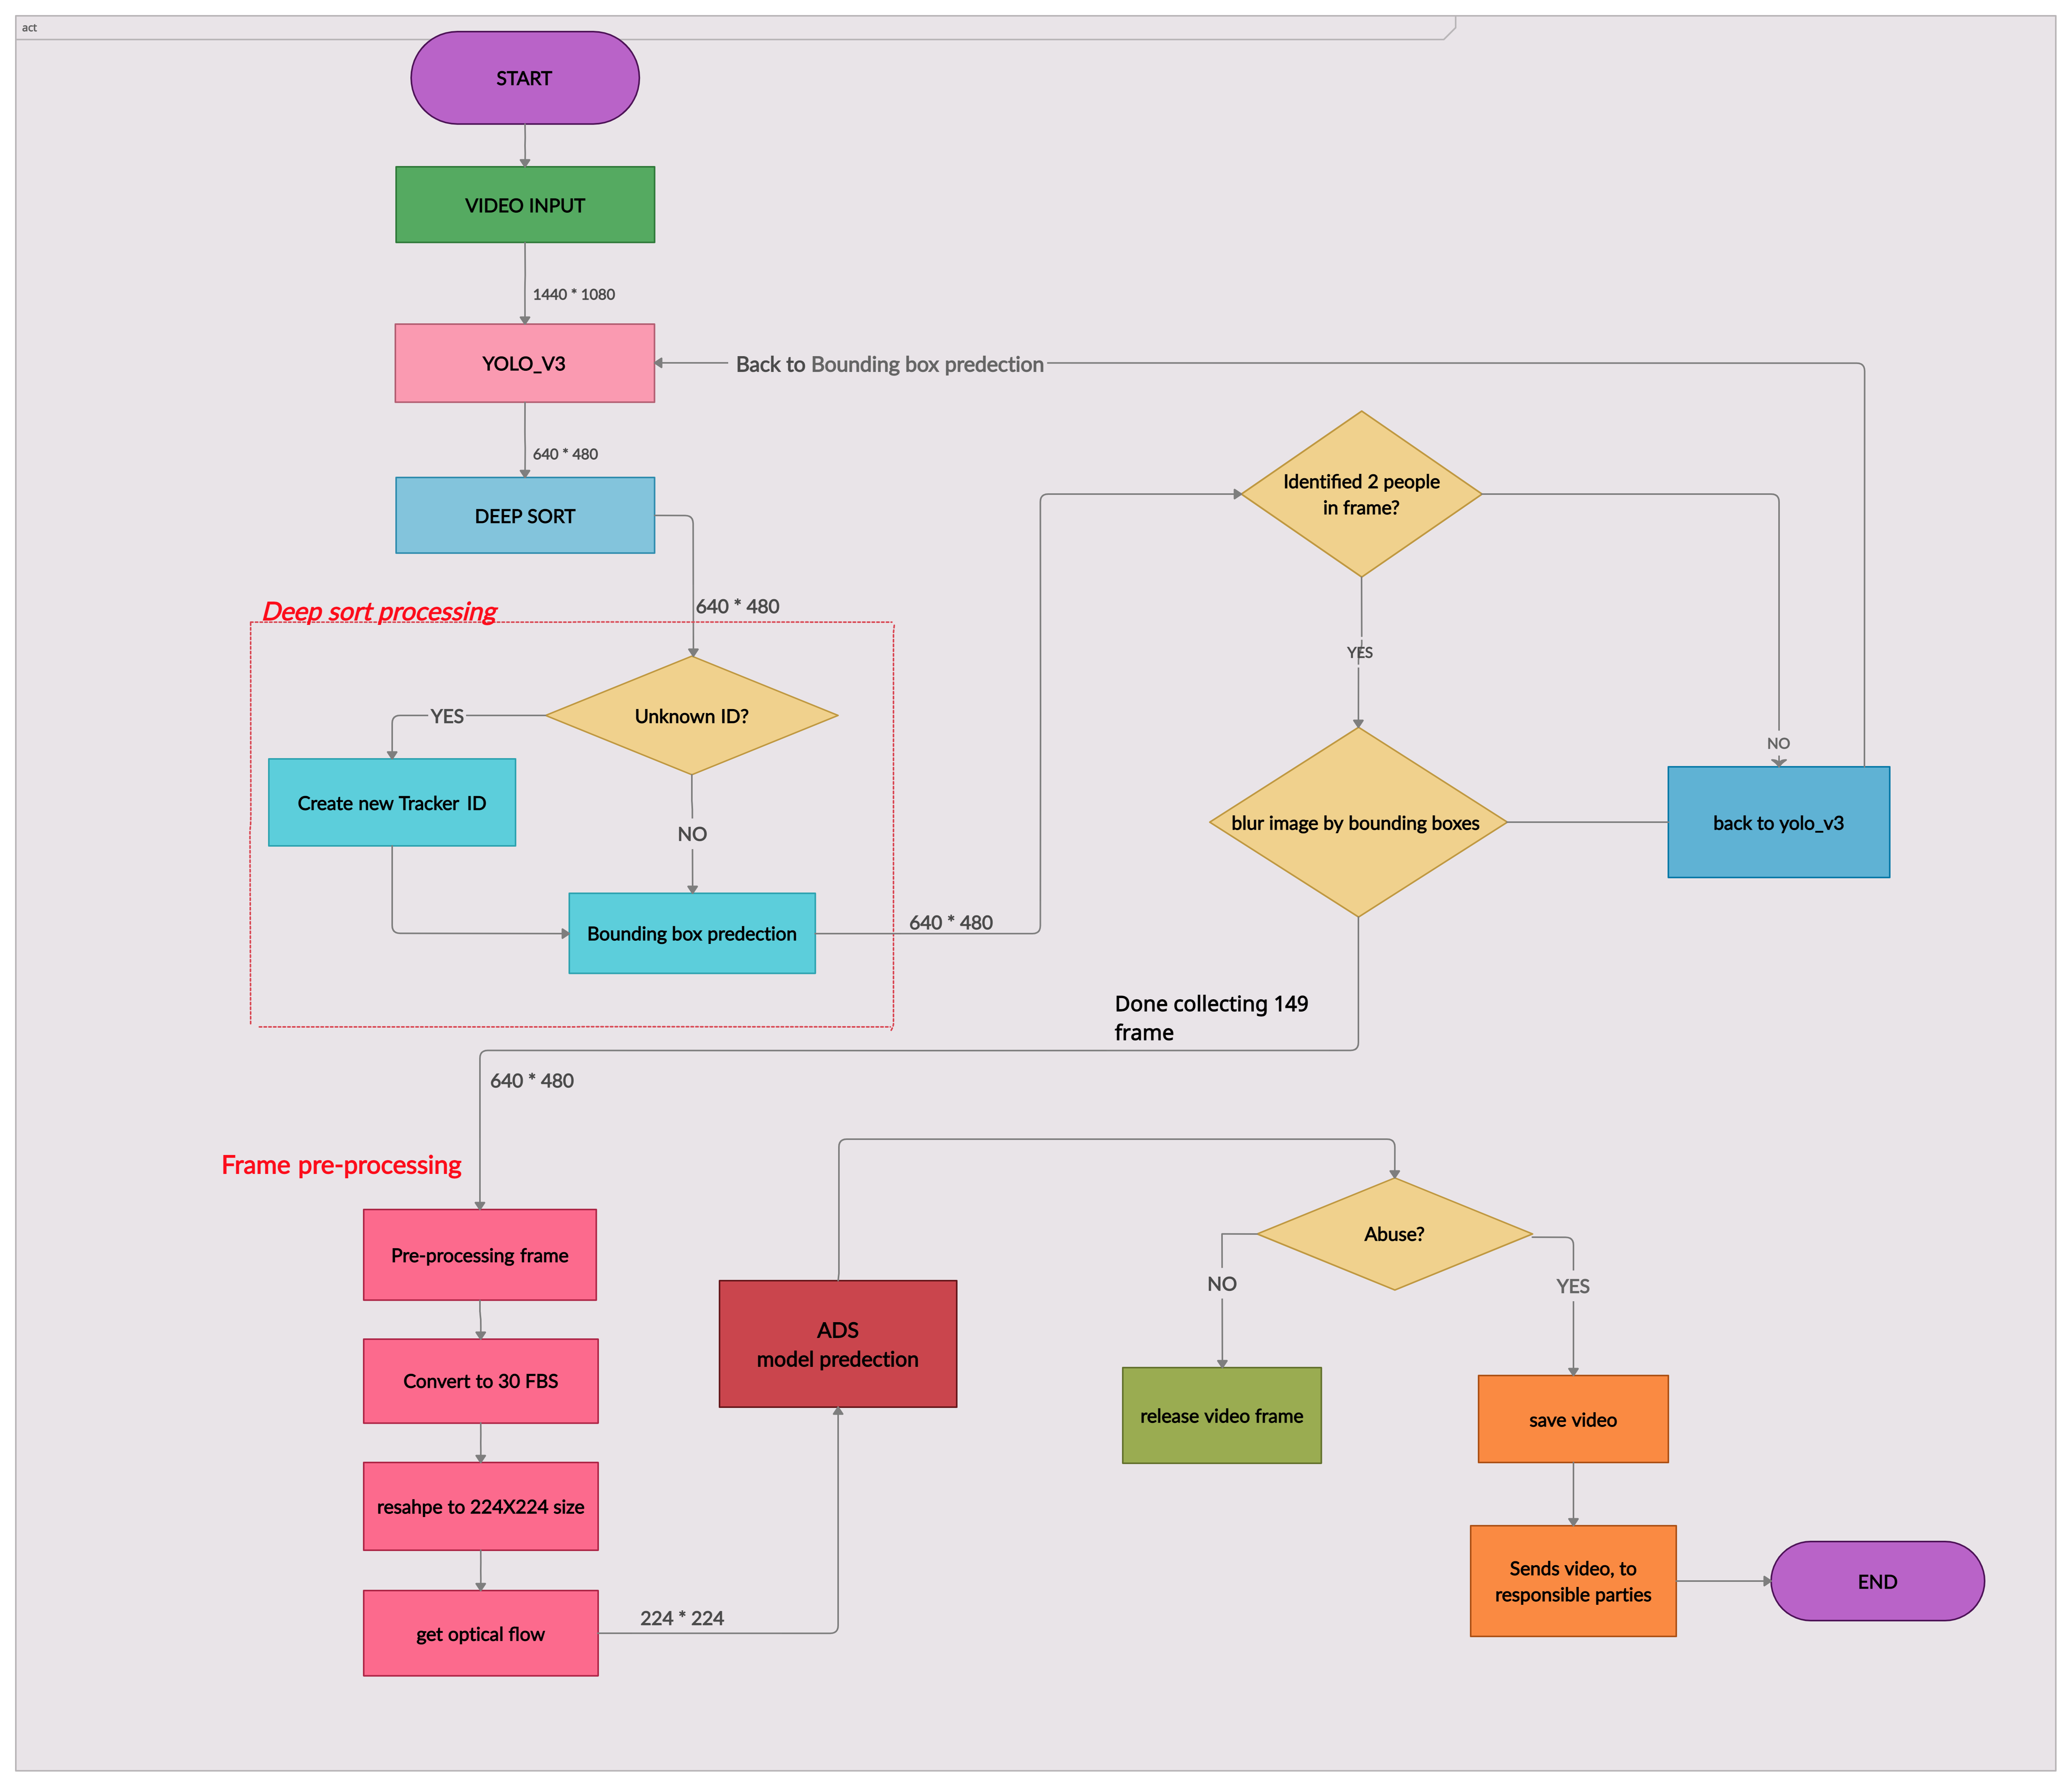 act
START
VIDEO INPUT
1440 * 1080
YOLO_V3
Back to Bounding box predection
640 * 480
DEEP SORT
Identified 2 people
in frame?
640 * 480
Deep sort processing
YES
Unknown ID?
YES
NO
Create new Tracker ID
NO
blur image by bounding boxes
back to yolo_v3
Bounding box predection
640 * 480
Done collecting 149
frame
640 * 480
Frame pre-processing
Pre-processing frame
Convert to 30 FBS
resahpe to 224X224 size
get optical flow
224 * 224
ADS
model predection
Abuse?
NO
YES
release video frame
save video
Sends video, to
responsible parties
END